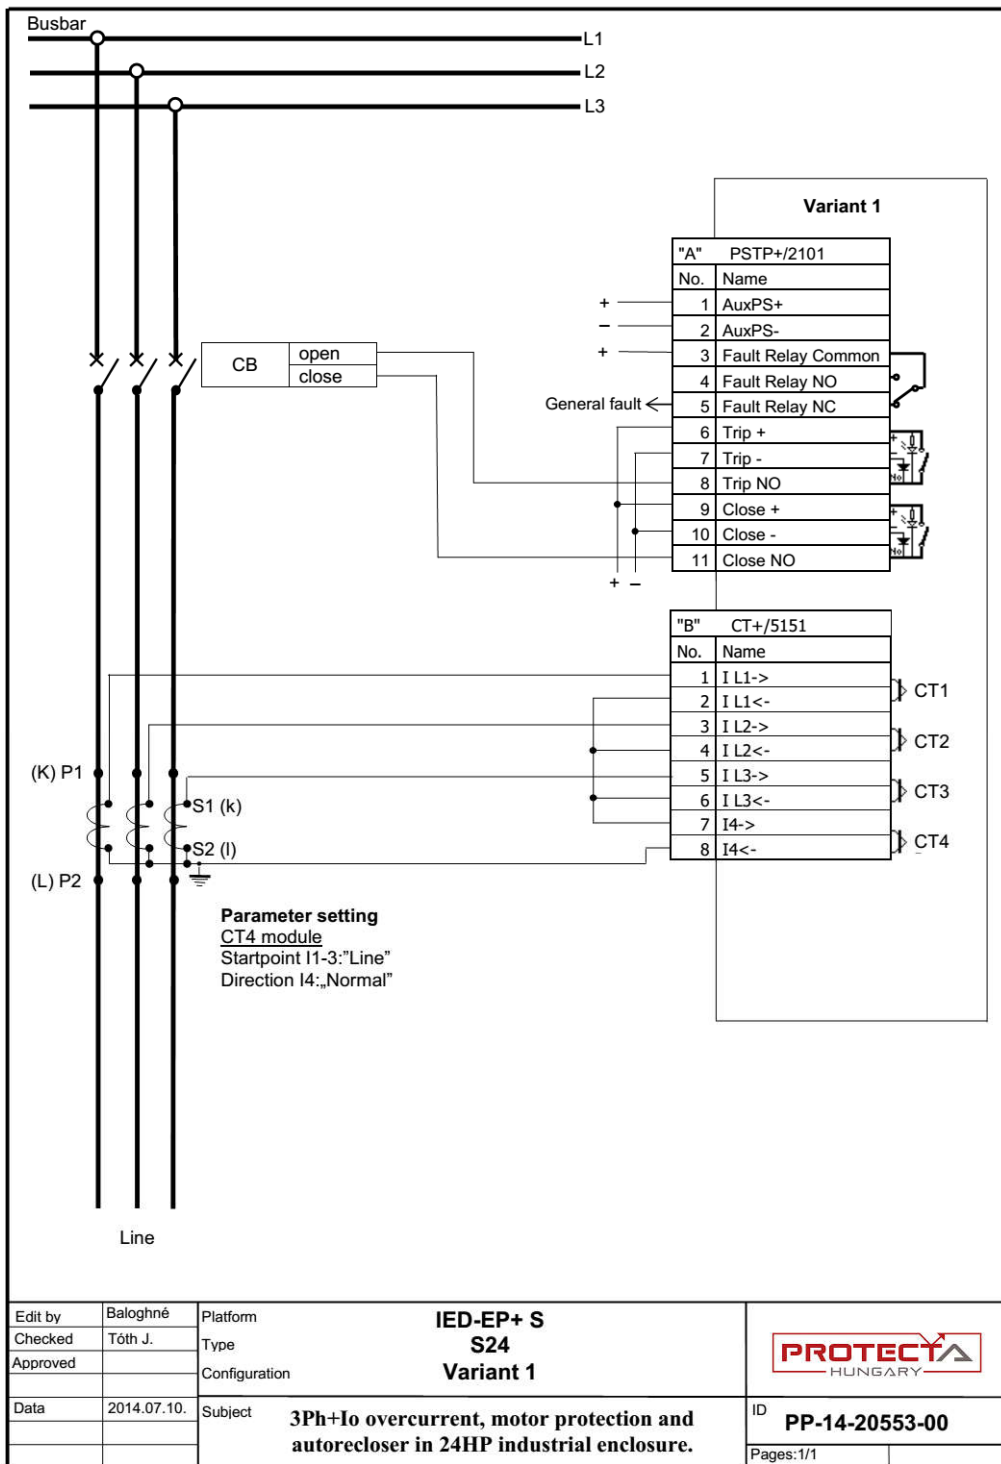 Busbar
L1
L2
L3
Variant 1
"A" PSTP+/2101
No. Name
+ 1 AuxPS+
– 2 AuxPS-
+ 3 Fault Relay Common
4 Fault Relay NO
General fault 5 Fault Relay NC
6 Trip +
7 Trip -
8 Trip NO
9 Close +
10 Close -
11 Close NO
+ –
CB open
close
"B" CT+/5151
No. Name
1 I L1->
2 I L1<-
CT1
3 I L2->
4 I L2<-
CT2
5 I L3->
6 I L3<-
CT3
7 I4->
8 I4<-
CT4
(K) P1
S1 (k)
S2 (l)
(L) P2
Parameter setting
CT4 module
Startpoint I1-3:"Line"
Direction I4:„Normal”
Line
Edit by Baloghné
Checked Tóth J.
Approved
Data 2014.07.10.
Platform IED-EP+ S
Type S24
Configuration Variant 1
Subject 3Ph+Io overcurrent, motor protection and
autorecloser in 24HP industrial enclosure.
PROTECTA
HUNGARY
ID PP-14-20553-00
Pages:1/1